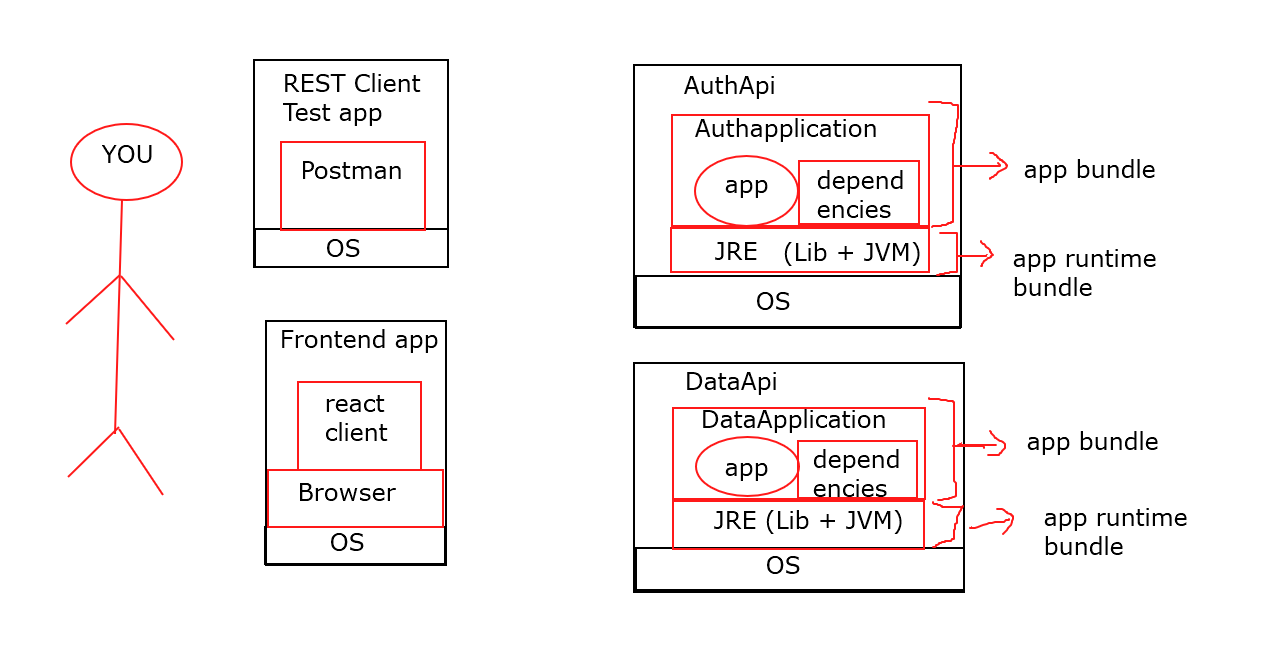 YOU
REST Client
Test app
Postman
OS
Frontend app
react
client
Browser
OS
AuthApi
Authapplication
app
depend
encies
JRE (Lib + JVM)
OS
app bundle
app runtime
bundle
DataApi
DataApplication
app
depend
encies
JRE (Lib + JVM)
OS
app bundle
app runtime
bundle